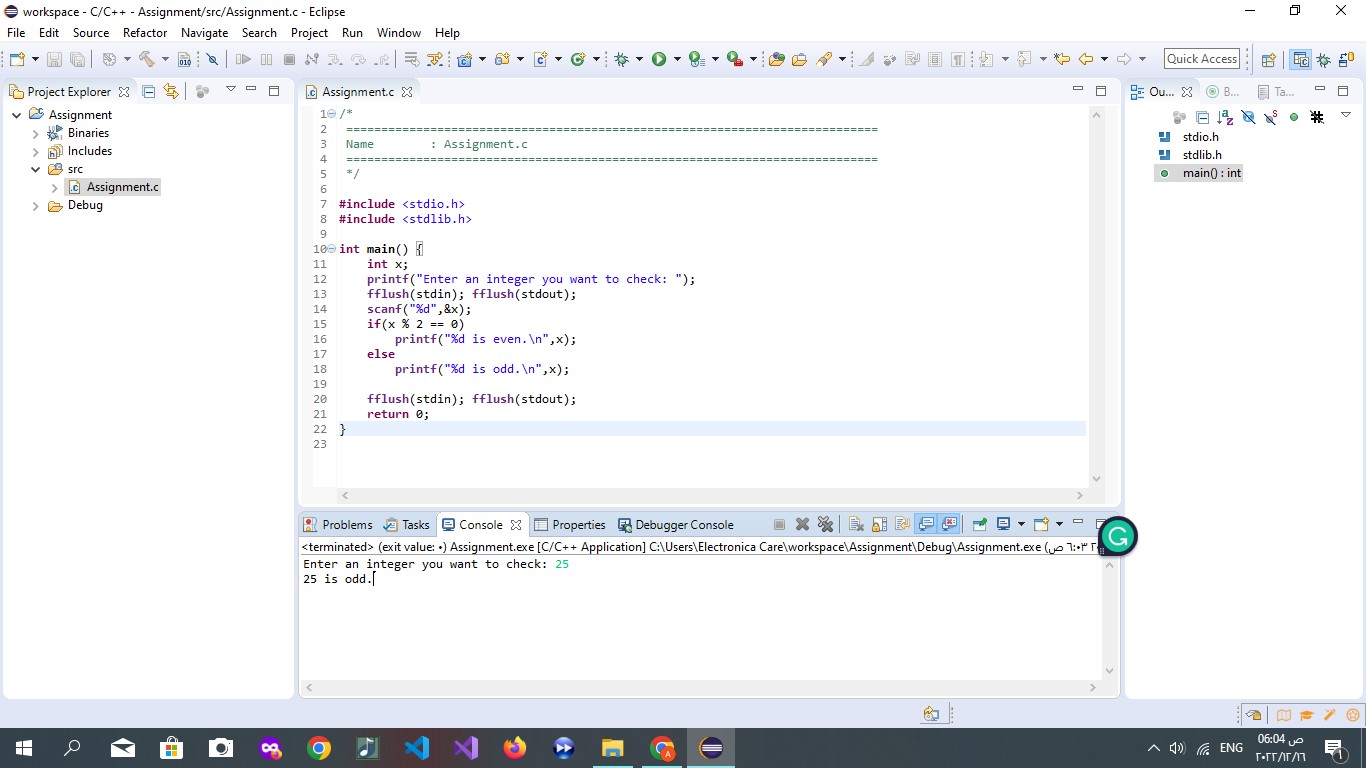 workspace - C/C++ - Assignment/src/Assignment.c - Eclipse
File Edit Source Refactor Navigate Search Project Run Window Help
Quick Access
Project Explorer
Assignment
Binaries
Includes
src
Assignment.c
Debug
Assignment.c
1 /*
2 ============================================================================
3 Name        : Assignment.c
4 ============================================================================
5 */
6
7 #include <stdio.h>
8 #include <stdlib.h>
9
10 int main() {
11     int x;
12     printf("Enter an integer you want to check: ");
13     fflush(stdin); fflush(stdout);
14     scanf("%d",&x);
15     if(x % 2 == 0)
16         printf("%d is even.\n",x);
17     else
18         printf("%d is odd.\n",x);
19
20     fflush(stdin); fflush(stdout);
21     return 0;
22 }
23
Ou... B... Ta...
stdio.h
stdlib.h
main() : int
Problems Tasks Console Properties Debugger Console
<terminated> (exit value: ٠) Assignment.exe [C/C++ Application] C:\Users\Electronica Care\workspace\Assignment\Debug\Assignment.exe
Enter an integer you want to check: 25
25 is odd.
ENG
06:04 ص
٢٠٢٢/١٢/١٦
1